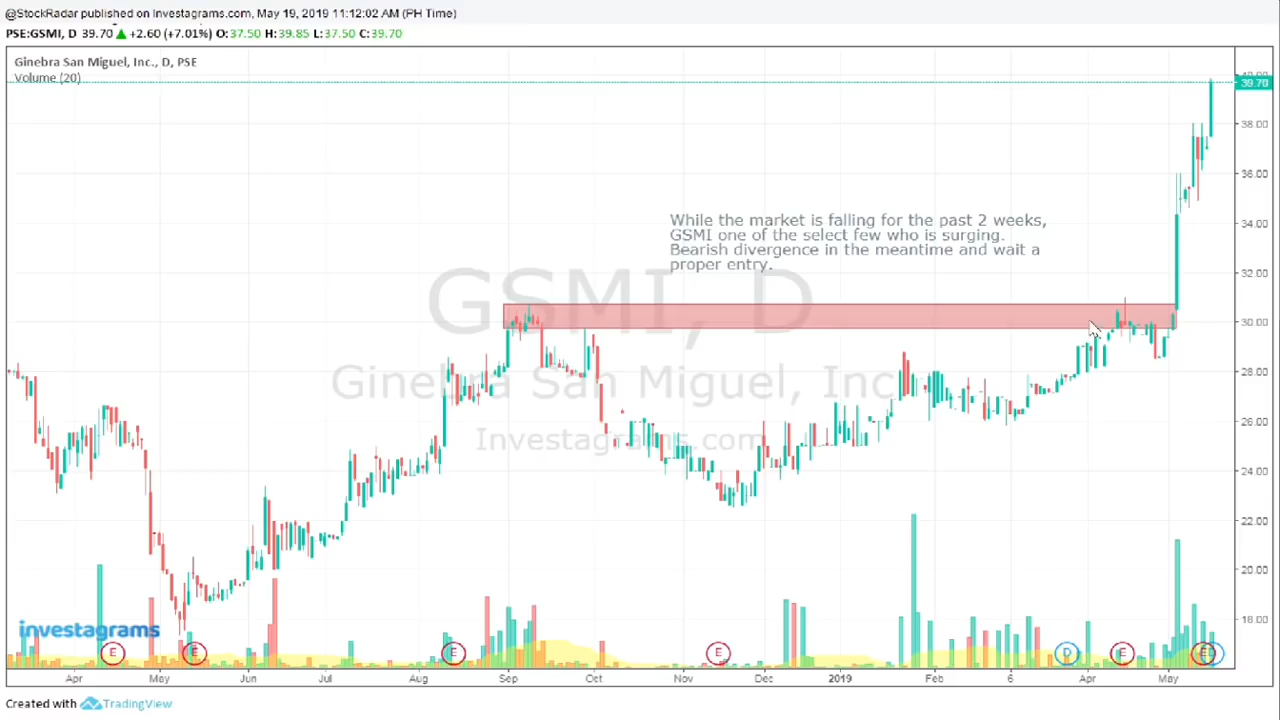 @StockRadar published on Investagrams.com, May 19, 2019 11:12:02 AM (PH Time)
PSE:GSMI, D 39.70 ▲ +2.60 (+7.01%) O:37.50 H:39.85 L:37.50 C:39.70
Ginebra San Miguel, Inc., D, PSE
Volume (20)
39.70
38.00
36.00
While the market is falling for the past 2 weeks,
GSMI one of the select few who is surging.
Bearish divergence in the meantime and wait a
proper entry.
34.00
32.00
GSMI, D
30.00
28.00
Ginebra San Miguel, Inc.
26.00
Investagrams.com
24.00
22.00
20.00
18.00
investagrams
E E E E D E E D
Apr May Jun Jul Aug Sep Oct Nov Dec 2019 Feb 6 Apr May
Created with TradingView